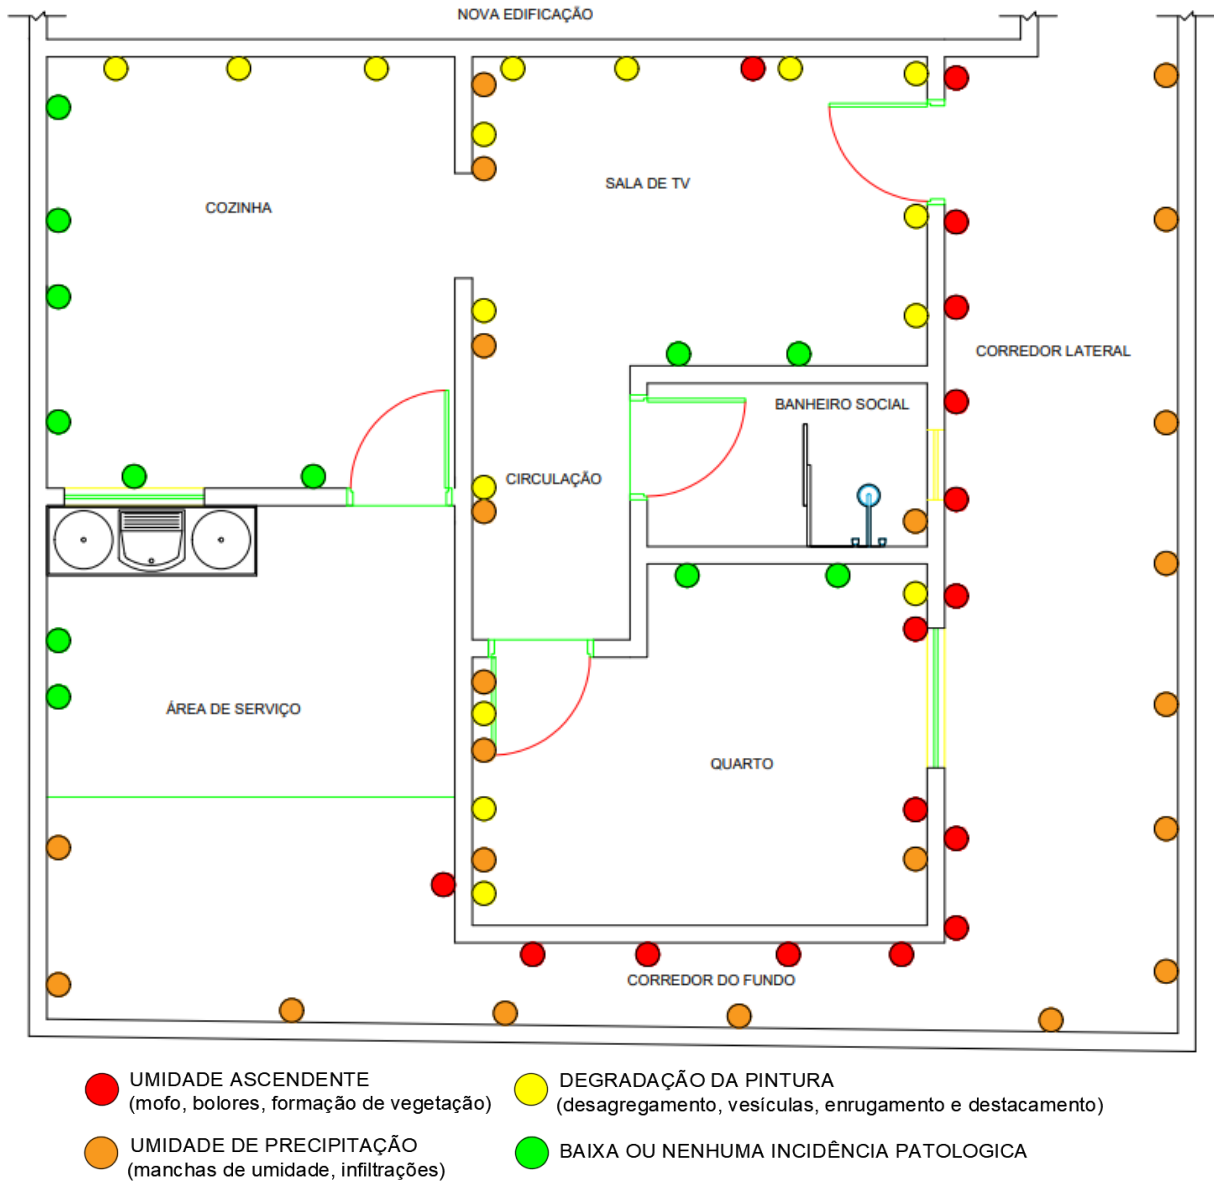 NOVA EDIFICAÇÃO
SALA DE TV
COZINHA
CORREDOR LATERAL
BANHEIRO SOCIAL
CIRCULAÇÃO
ÁREA DE SERVIÇO
QUARTO
CORREDOR DO FUNDO
UMIDADE ASCENDENTE
(mofo, bolores, formação de vegetação)
DEGRADAÇÃO DA PINTURA
(desagregamento, vesículas, enrugamento e destacamento)
UMIDADE DE PRECIPITAÇÃO
(manchas de umidade, infiltrações)
BAIXA OU NENHUMA INCIDÊNCIA PATOLOGICA